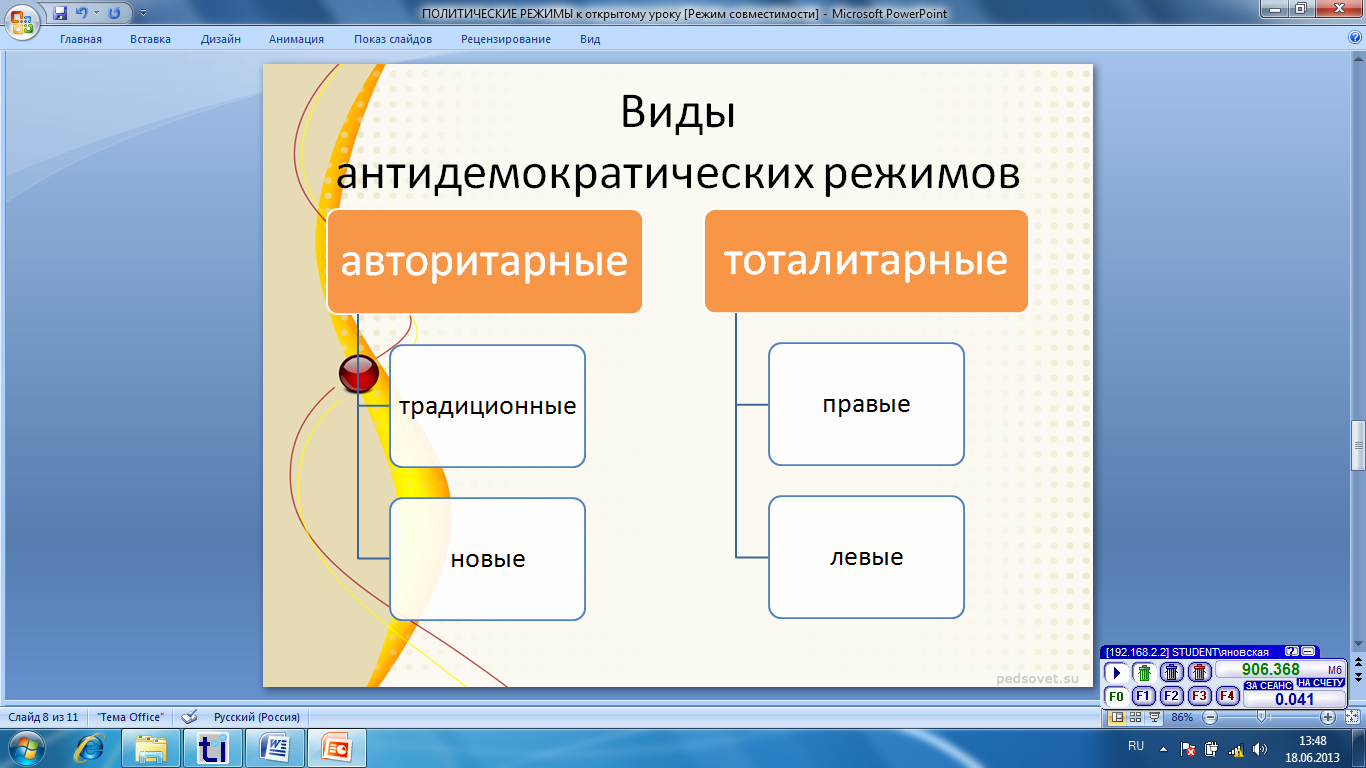 ПОЛИТИЧЕСКИЕ РЕЖИМЫ к открытому уроку [Режим совместимости] - Microsoft PowerPoint
Главная Вставка Дизайн Анимация Показ слайдов Рецензирование Вид
Виды
антидемократических режимов
авторитарные
традиционные
новые
тоталитарные
правые
левые
pedsovet.su
[192.168.2.2] STUDENT\яновская
906.368 Мб
ЗА СЕАНС НА СЧЕТУ
F0 F1 F2 F3 F4 0.041
Слайд 8 из 11 "Тема Office" Русский (Россия) 86%
RU 13:48
18.06.2013